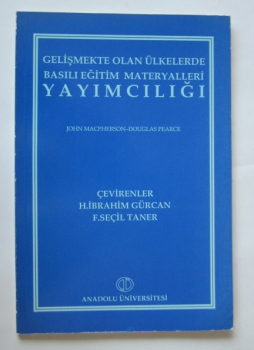 GELİŞMEKTE OLAN ÜLKELERDE
BASILI EĞİTİM MATERYALLERİ
YAYIMCILIĞI
JOHN MACPHERSON-DOUGLAS PEARCE
ÇEVİRENLER
H.İBRAHİM GÜRCAN
F.SEÇİL TANER
ANADOLU ÜNİVERSİTESİ